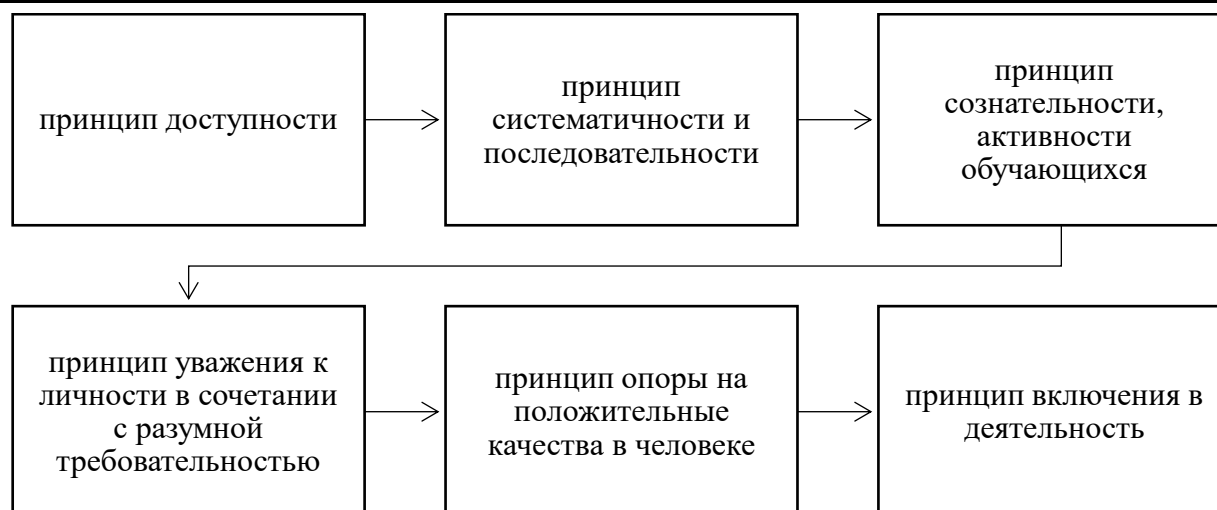 принцип доступности
принцип
систематичности и
последовательности
принцип
сознательности,
активности
обучающихся
принцип уважения к
личности в сочетании
с разумной
требовательностью
принцип опоры на
положительные
качества в человеке
принцип включения в
деятельность